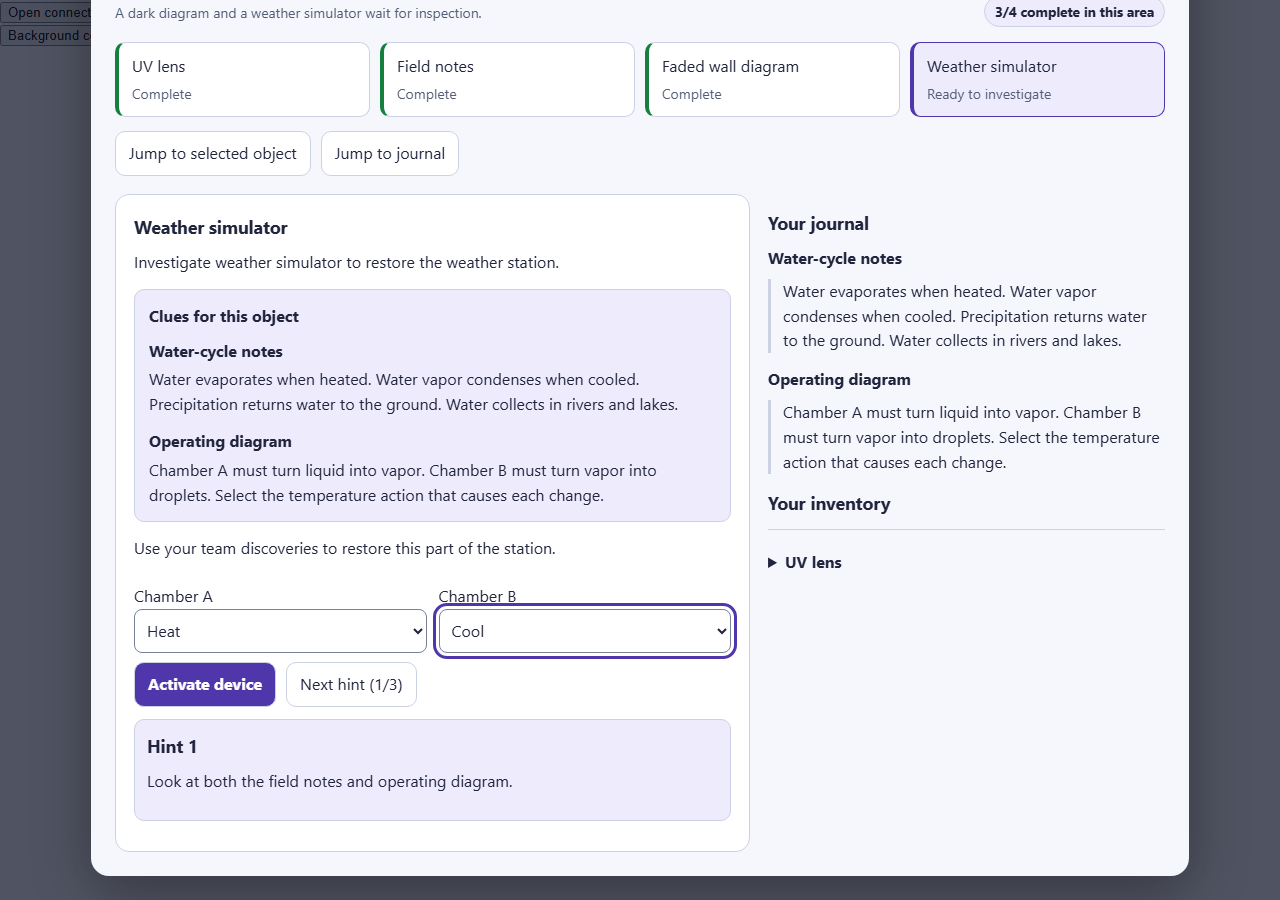 Open connect
Background c
A dark diagram and a weather simulator wait for inspection.
3/4 complete in this area
UV lens
Complete
Field notes
Complete
Faded wall diagram
Complete
Weather simulator
Ready to investigate
Jump to selected object
Jump to journal
Weather simulator
Investigate weather simulator to restore the weather station.
Clues for this object
Water-cycle notes
Water evaporates when heated. Water vapor condenses when cooled.
Precipitation returns water to the ground. Water collects in rivers and lakes.
Operating diagram
Chamber A must turn liquid into vapor. Chamber B must turn vapor into
droplets. Select the temperature action that causes each change.
Use your team discoveries to restore this part of the station.
Chamber A
Chamber B
Heat
Cool
Activate device
Next hint (1/3)
Hint 1
Look at both the field notes and operating diagram.
Your journal
Water-cycle notes
Water evaporates when heated. Water vapor
condenses when cooled. Precipitation returns water
to the ground. Water collects in rivers and lakes.
Operating diagram
Chamber A must turn liquid into vapor. Chamber B
must turn vapor into droplets. Select the temperature
action that causes each change.
Your inventory
UV lens